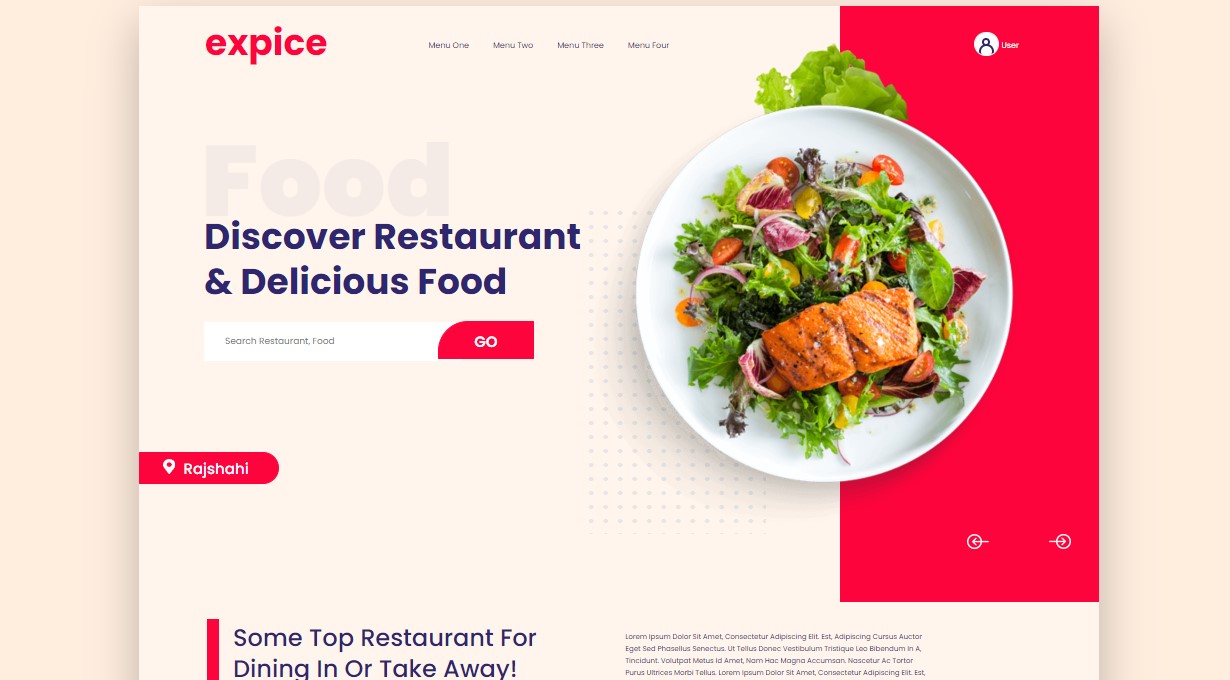 expice
Menu One
Menu Two
Menu Three
Menu Four
User
Food
Discover Restaurant
& Delicious Food
Search Restaurant, Food
GO
Rajshahi
Some Top Restaurant For
Dining In Or Take Away!
Lorem Ipsum Dolor Sit Amet, Consectetur Adipiscing Elit. Est, Adipiscing Cursus Auctor
Eget Sed Phasellus Senectus. Ut Tellus Donec Vestibulum Tristique Leo Bibendum In A,
Tincidunt. Volutpat Metus Id Amet, Nam Hac Magna Accumsan. Nascetur Ac Tortor
Purus Ultrices Morbi Tellus. Lorem Ipsum Dolor Sit Amet, Consectetur Adipiscing Elit. Est,